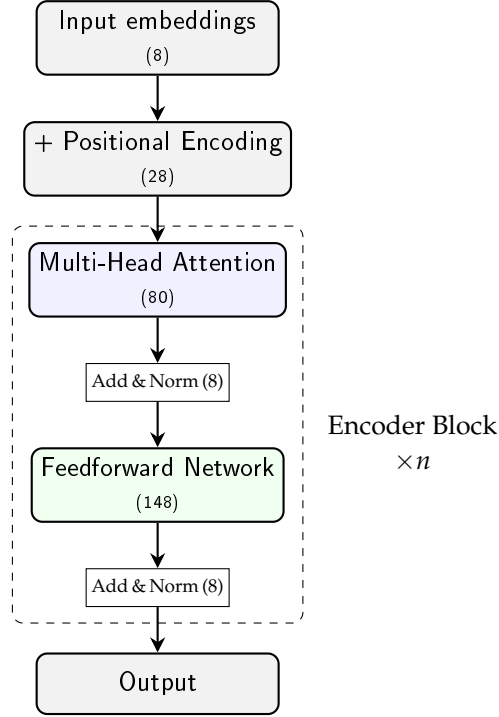 Input embeddings
(8)
+ Positional Encoding
(28)
Multi-Head Attention
(80)
Add & Norm (8)
Feedforward Network
(148)
Add & Norm (8)
Encoder Block
×n
Output